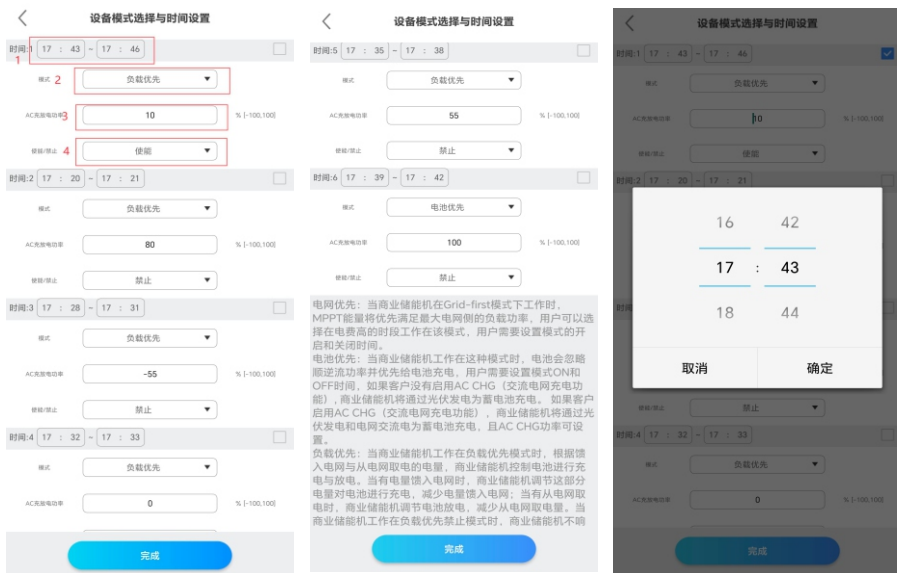 设备模式选择与时间设置
时间:1 17 : 43 ~ 17 : 46
1
模式 2 负载优先
AC充放电功率 3 10 % [-100,100]
使能/禁止 4 使能
时间:2 17 : 20 ~ 17 : 21
模式 负载优先
AC充放电功率 80 % [-100,100]
使能/禁止 禁止
时间:3 17 : 28 ~ 17 : 31
模式 负载优先
AC充放电功率 -55 % [-100,100]
使能/禁止 禁止
时间:4 17 : 32 ~ 17 : 33
模式 负载优先
AC充放电功率 0 % [-100,100]
完成
设备模式选择与时间设置
时间:5 17 : 35 ~ 17 : 38
模式 负载优先
AC充放电功率 55 % [-100,100]
使能/禁止 禁止
时间:6 17 : 39 ~ 17 : 42
模式 电池优先
AC充放电功率 100 % [-100,100]
使能/禁止 禁止
电网优先：当商业储能机在Grid-first模式下工作时，
MPPT能量将优先满足最大电网侧的负载功率，用户可以选
择在电费高的时段工作在该模式，用户需要设置模式的开
启和关闭时间。
电池优先：当商业储能机工作在这种模式时，电池会忽略
顺逆流功率并优先给电池充电，用户需要设置模式ON和
OFF时间，如果客户没有启用AC CHG（交流电网充电功
能）,商业储能机将通过光伏发电为蓄电池充电。 如果客户
启用AC CHG（交流电网充电功能），商业储能机将通过光
伏发电和电网交流电为蓄电池充电，且AC CHG功率可设
置。
负载优先：当商业储能机工作在负载优先模式时，根据馈
入电网与从电网取电的电量，商业储能机控制电池进行充
电与放电。当有电量馈入电网时，商业储能机调节这部分
电量对电池进行充电，减少电量馈入电网；当有从电网取
电时，商业储能机调节电池放电，减少从电网取电量。当
商业储能机工作在负载优先禁止模式时，商业储能机不响
完成
设备模式选择与时间设置
时间:1 17 : 43 ~ 17 : 46
模式 负载优先
AC充放电功率 10 % [-100,100]
使能/禁止 使能
时间:2 17 : 20 ~ 17 : 21
16 42
17 : 43
18 44
取消 确定
时间
使能/禁止 禁止
时间:4 17 : 32 ~ 17 : 33
模式 负载优先
AC充放电功率 0 % [-100,100]
完成